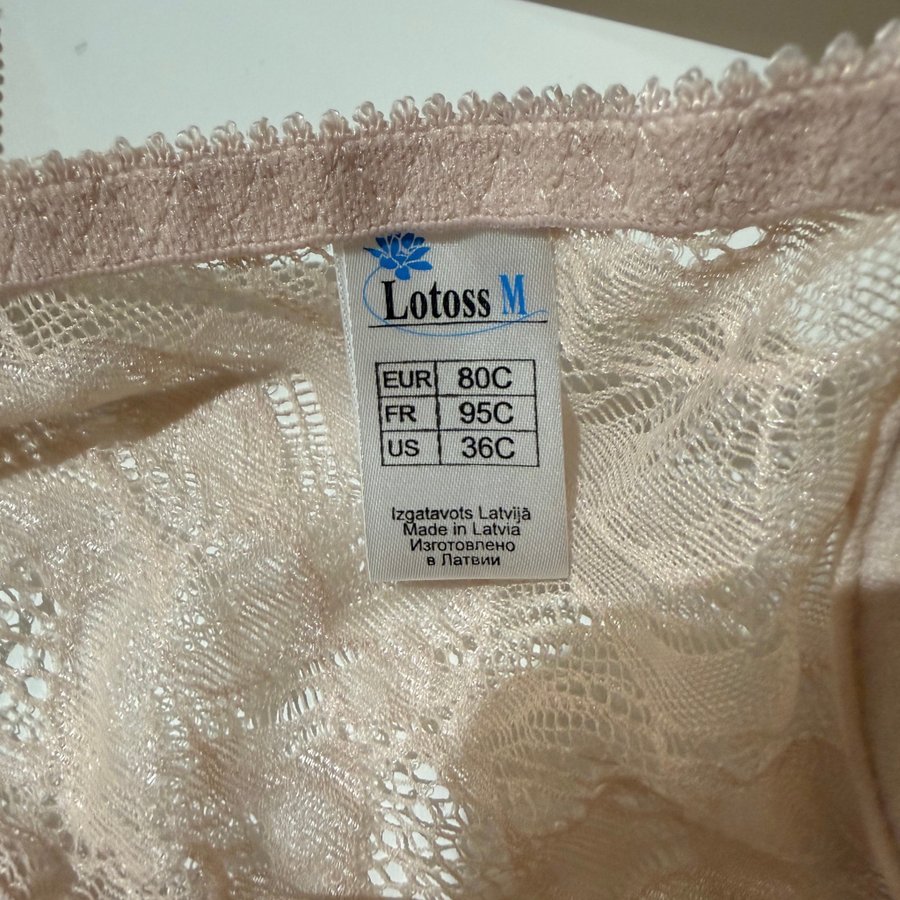 Lotoss M
EUR 80C
FR 95C
US 36C
Izgatavots Latvijā
Made in Latvia
Изготовлено
в Латвии